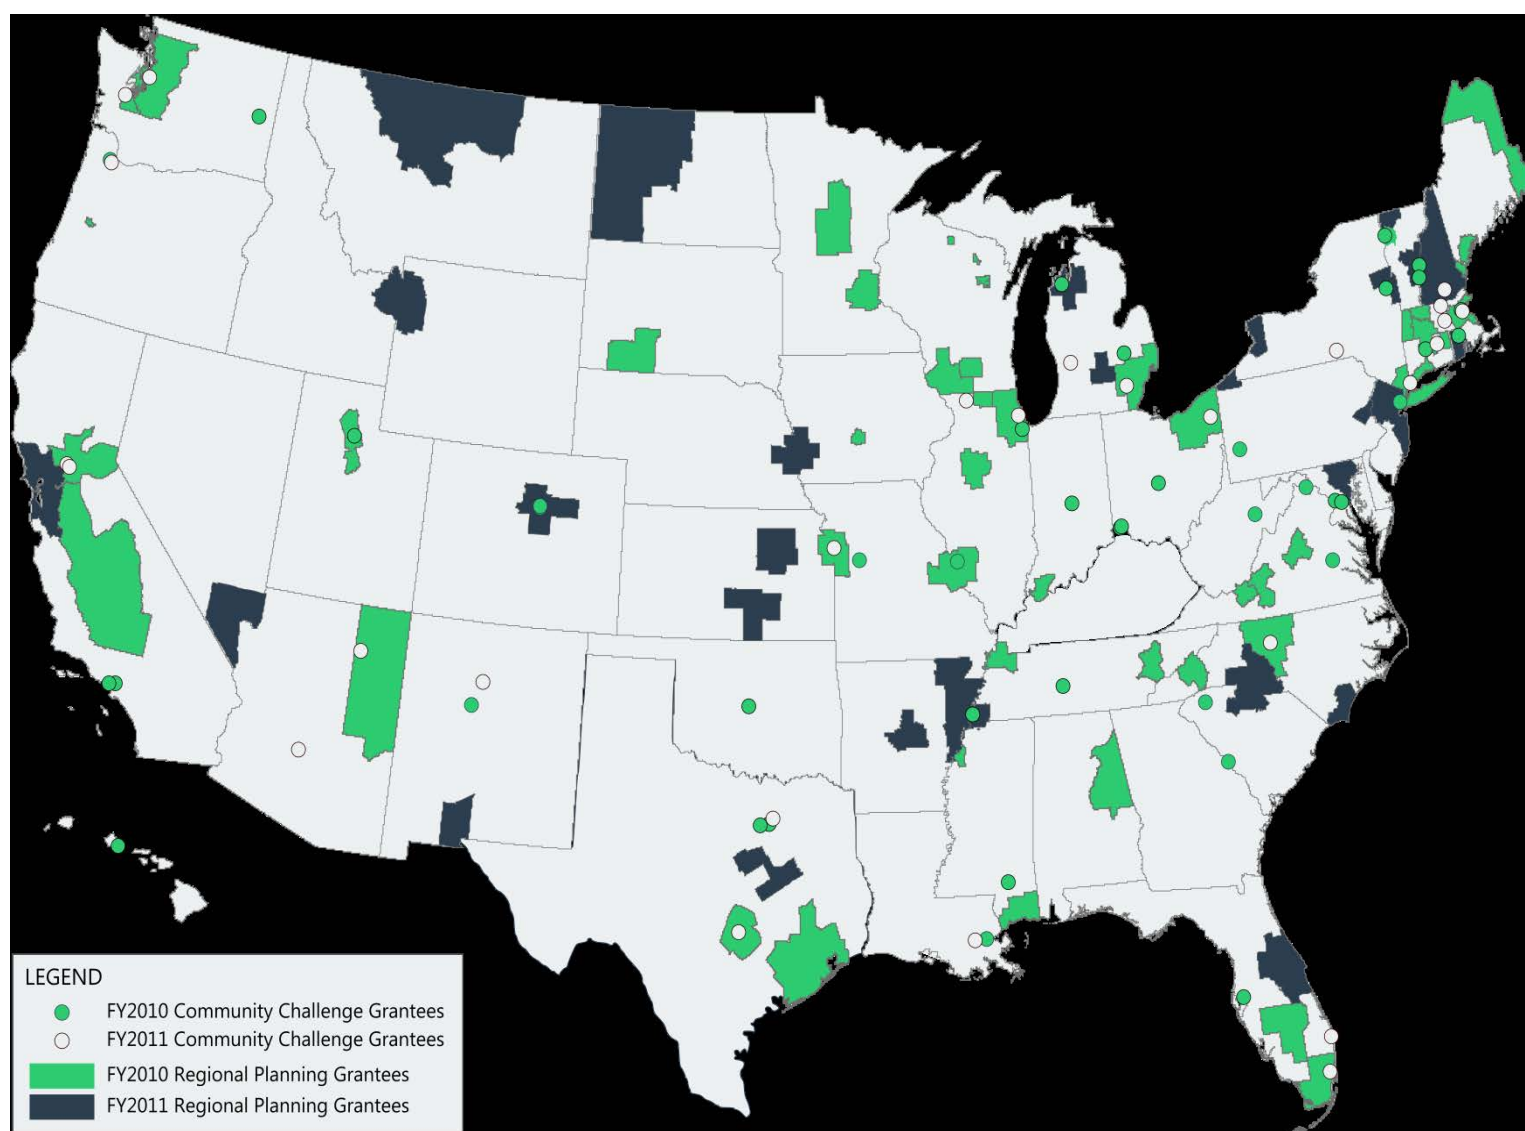 LEGEND
FY2010 Community Challenge Grantees
FY2011 Community Challenge Grantees
FY2010 Regional Planning Grantees
FY2011 Regional Planning Grantees